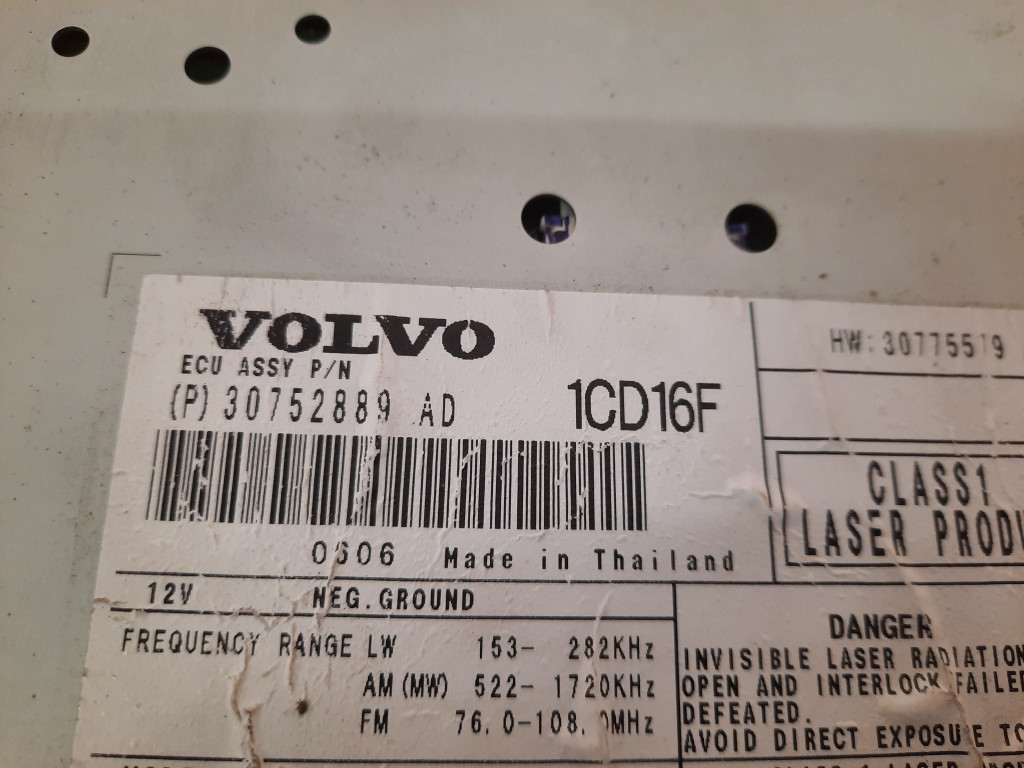 VOLVO
ECU ASSY P/N
(P) 30752889 AD
1CD16F
0606 Made in Thailand
HW: 30775519
CLASS1
LASER PRODU
12V NEG.GROUND
FREQUENCY RANGE LW 153- 282KHz
AM(MW) 522- 1720KHz
FM 76.0-108.0MHz
DANGER
INVISIBLE LASER RADIATION
OPEN AND INTERLOCK FAILED
DEFEATED.
AVOID DIRECT EXPOSURE TO